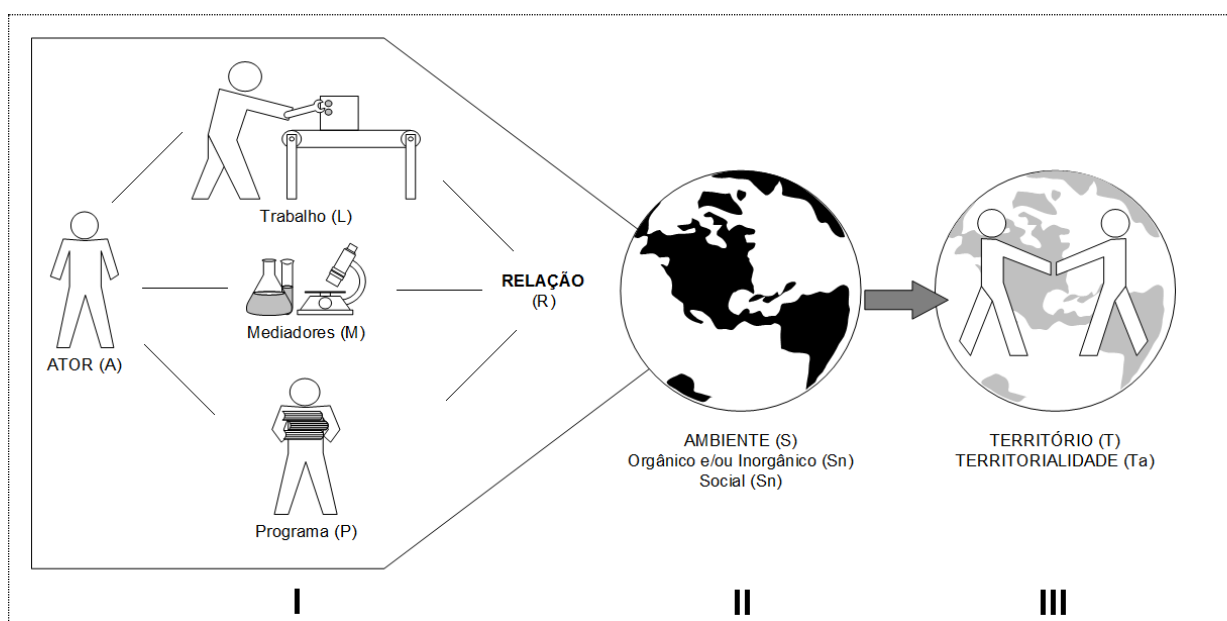 Trabalho (L)
RELAÇÃO
(R)
Mediadores (M)
ATOR (A)
Programa (P)
AMBIENTE (S)
Orgânico e/ou Inorgânico (Sn)
Social (Sn)
TERRITÓRIO (T)
TERRITORIALIDADE (Ta)
I
II
III